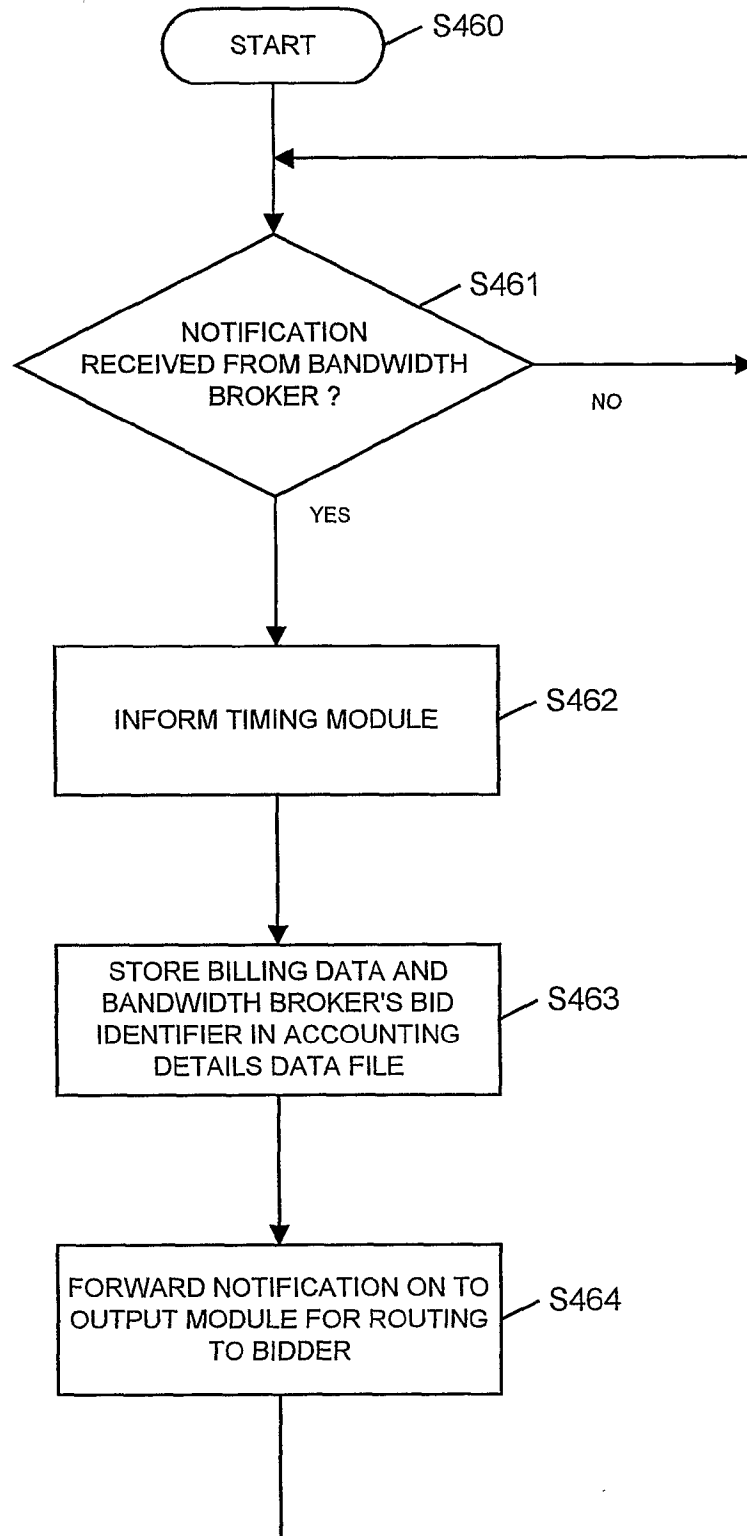 START
S460
S461
NOTIFICATION
RECEIVED FROM BANDWIDTH
BROKER ?
NO
YES
INFORM TIMING MODULE
S462
STORE BILLING DATA AND
BANDWIDTH BROKER'S BID
IDENTIFIER IN ACCOUNTING
DETAILS DATA FILE
S463
FORWARD NOTIFICATION ON TO
OUTPUT MODULE FOR ROUTING
TO BIDDER
S464